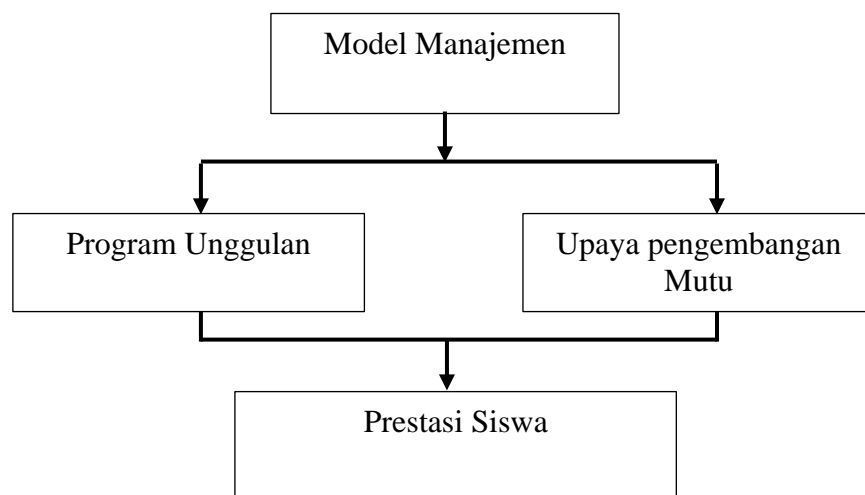 Model Manajemen
Program Unggulan
Upaya pengembangan
Mutu
Prestasi Siswa